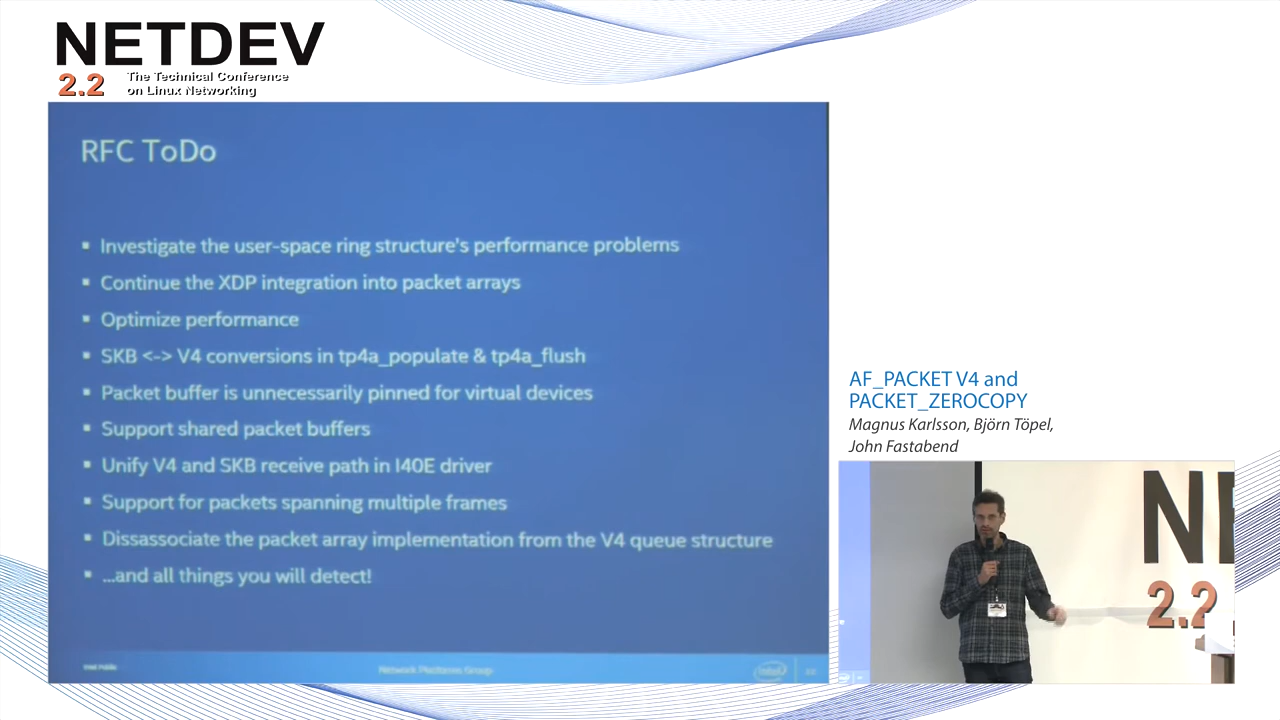 NETDEV
2.2
The Technical Conference
on Linux Networking
RFC ToDo
▪ Investigate the user-space ring structure's performance problems
▪ Continue the XDP integration into packet arrays
▪ Optimize performance
▪ SKB <-> V4 conversions in tp4a_populate & tp4a_flush
▪ Packet buffer is unnecessarily pinned for virtual devices
▪ Support shared packet buffers
▪ Unify V4 and SKB receive path in I40E driver
▪ Support for packets spanning multiple frames
▪ Dissassociate the packet array implementation from the V4 queue structure
▪ ...and all things you will detect!
Intel Public
Network Platforms Group
intel
AF_PACKET V4 and
PACKET_ZEROCOPY
Magnus Karlsson, Björn Töpel,
John Fastabend
NE
2.2